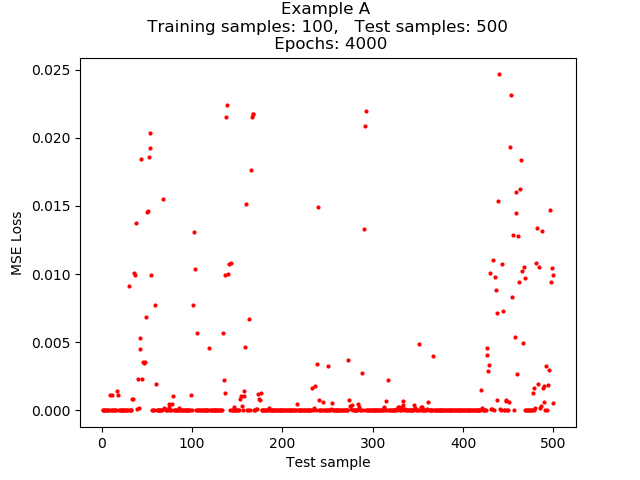 Example A
Training samples: 100,   Test samples: 500
Epochs: 4000
0.025
0.020
0.015
0.010
0.005
0.000
MSE Loss
0 100 200 300 400 500
Test sample